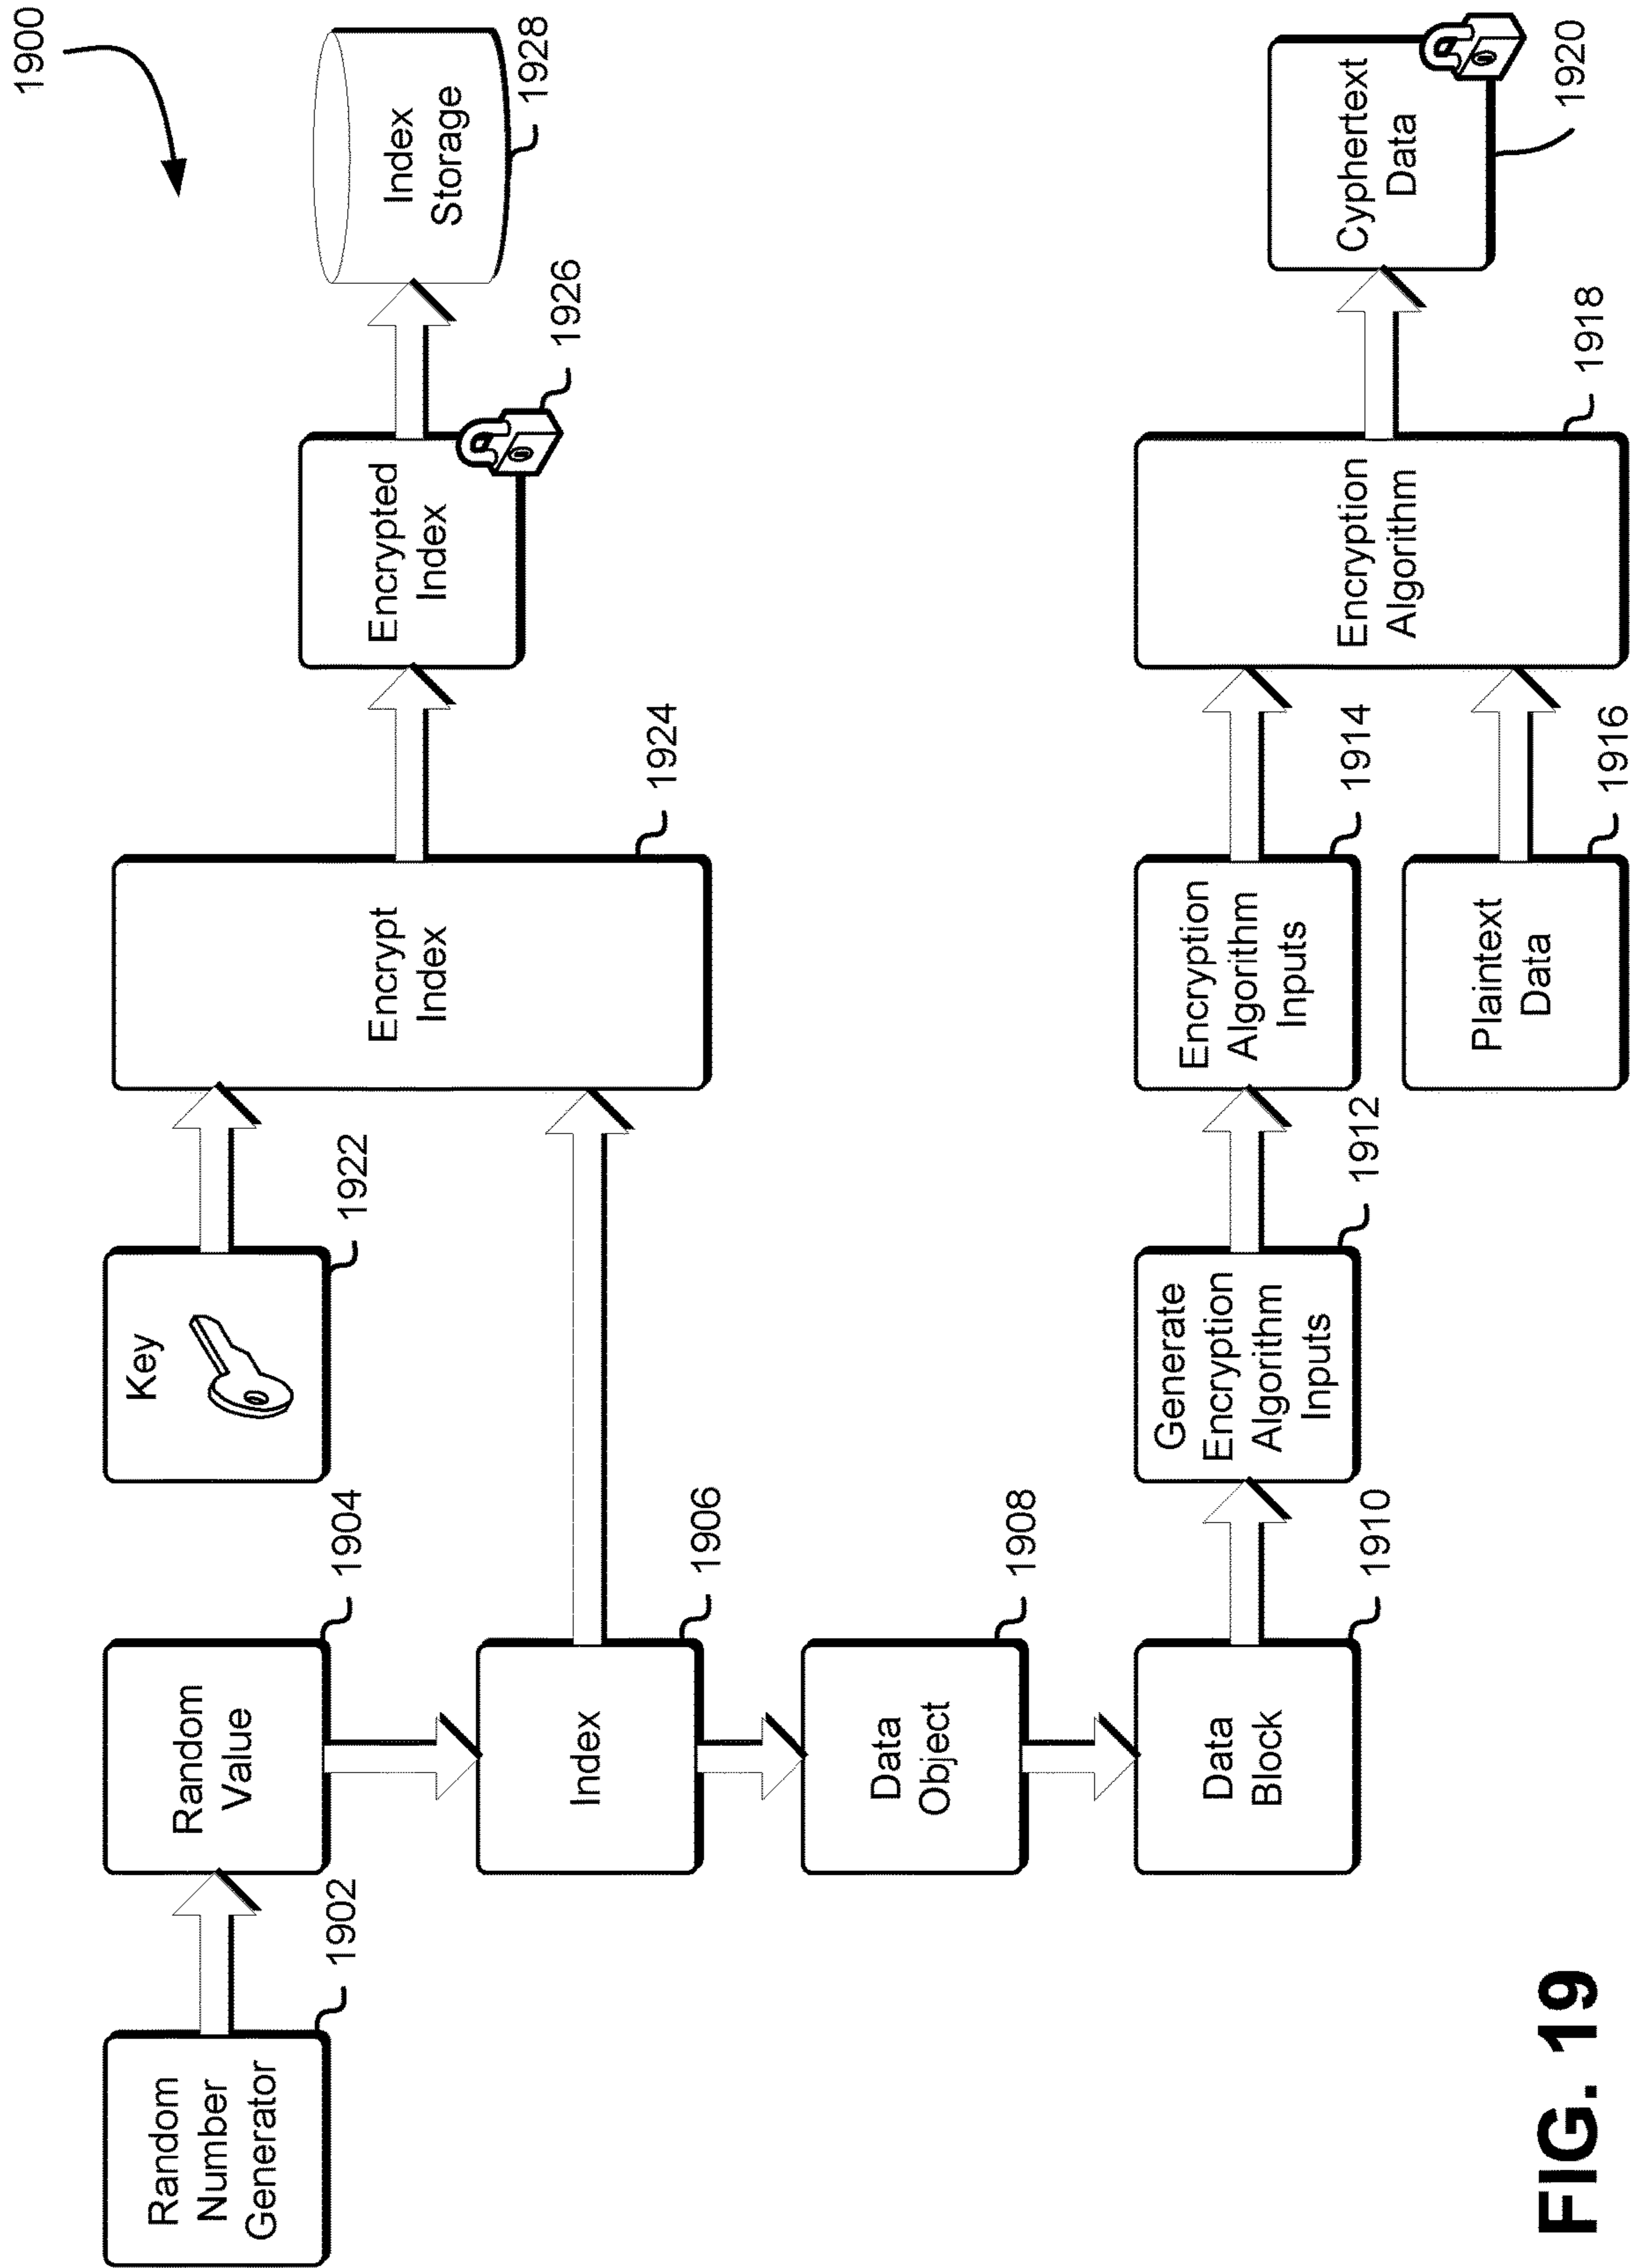 1900
Random
Number
Generator
1902
Random
Value
1904
Key
1922
Encrypt
Index
1924
Encrypted
Index
1926
Index
Storage
1928
Index
1906
Data
Object
1908
Data
Block
1910
Generate
Encryption
Algorithm
Inputs
1912
Encryption
Algorithm
Inputs
1914
Plaintext
Data
1916
Encryption
Algorithm
1918
Cyphertext
Data
1920
FIG. 19